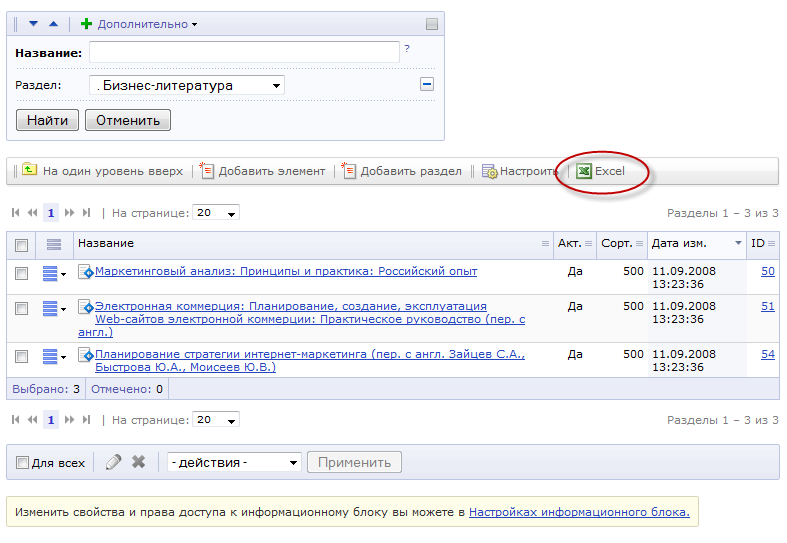 Дополнительно
Название: ?
Раздел: . Бизнес-литература
Найти Отменить
На один уровень вверх Добавить элемент Добавить раздел Настроить Excel
1 На странице: 20 Разделы 1 – 3 из 3
Название Акт. Сорт. Дата изм. ID
Маркетинговый анализ: Принципы и практика: Российский опыт Да 500 11.09.2008 50
13:23:36
Электронная коммерция: Планирование, создание, эксплуатация Да 500 11.09.2008 51
Web-сайтов электронной коммерции: Практическое руководство (пер. с 13:23:36
англ.)
Планирование стратегии интернет-маркетинга (пер. с англ. Зайцев С.А., Да 500 11.09.2008 54
Быстрова Ю.А., Моисеев Ю.В.) 13:23:36
Выбрано: 3 Отмечено: 0
1 На странице: 20 Разделы 1 – 3 из 3
Для всех - действия - Применить
Изменить свойства и права доступа к информационному блоку вы можете в Настройках информационного блока.